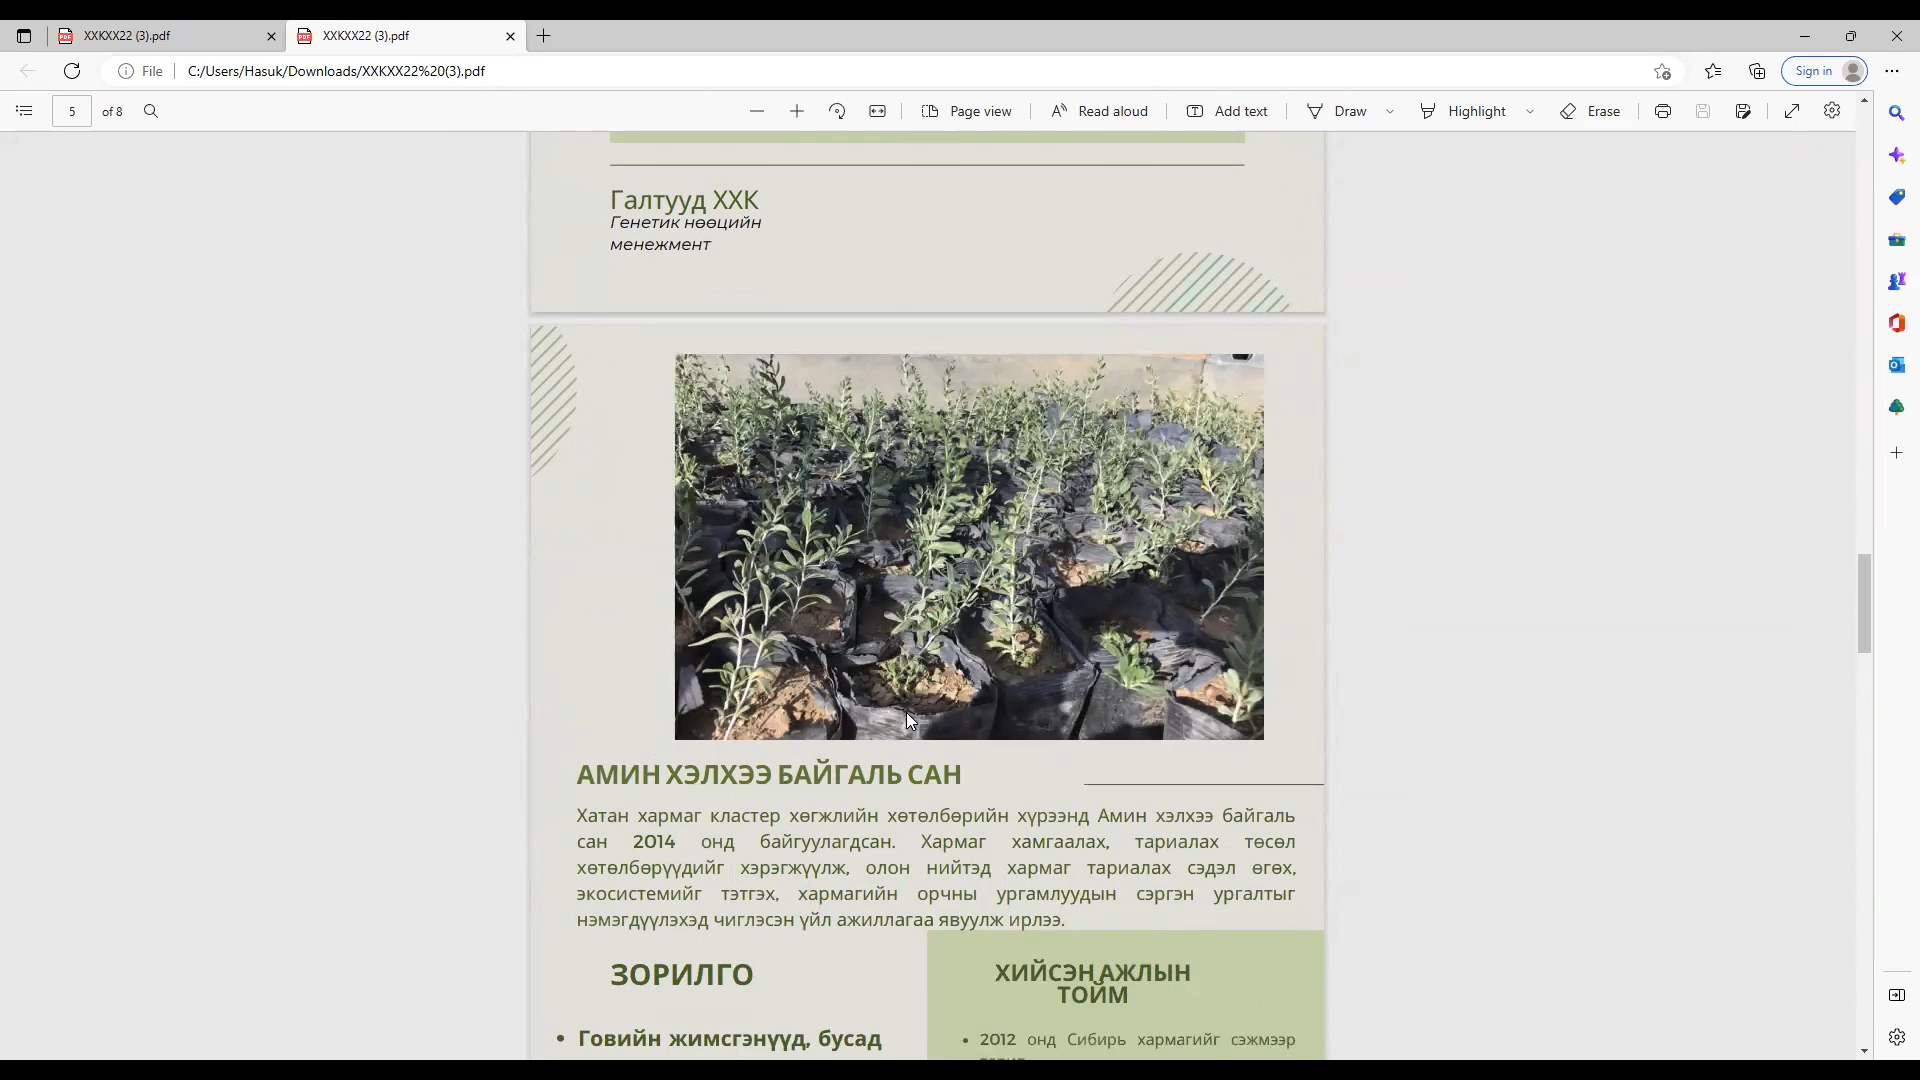 XXKXX22 (3).pdf
XXKXX22 (3).pdf
File
C:/Users/Hasuk/Downloads/XXKXX22%20(3).pdf
Sign in
5 of 8
Page view
Read aloud
Add text
Draw
Highlight
Erase
Галтууд ХХК
Генетик нөөцийн
менежмент
АМИН ХЭЛХЭЭ БАЙГАЛЬ САН
Хатан хармаг кластер хөгжлийн хөтөлбөрийн хүрээнд Амин хэлхээ байгаль
сан 2014 онд байгуулагдсан. Хармаг хамгаалах, тариалах төсөл
хөтөлбөрүүдийг хэрэгжүүлж, олон нийтэд хармаг тариалах сэдэл өгөх,
экосистемийг тэтгэх, хармагийн орчны ургамлуудын сэргэн ургалтыг
нэмэгдүүлэхэд чиглэсэн үйл ажиллагаа явуулж ирлээ.
ЗОРИЛГО
• Говийн жимсгэнүүд, бусад
ХИЙСЭН АЖЛЫН
ТОЙМ
• 2012 онд Сибирь хармагийг сэжмээр